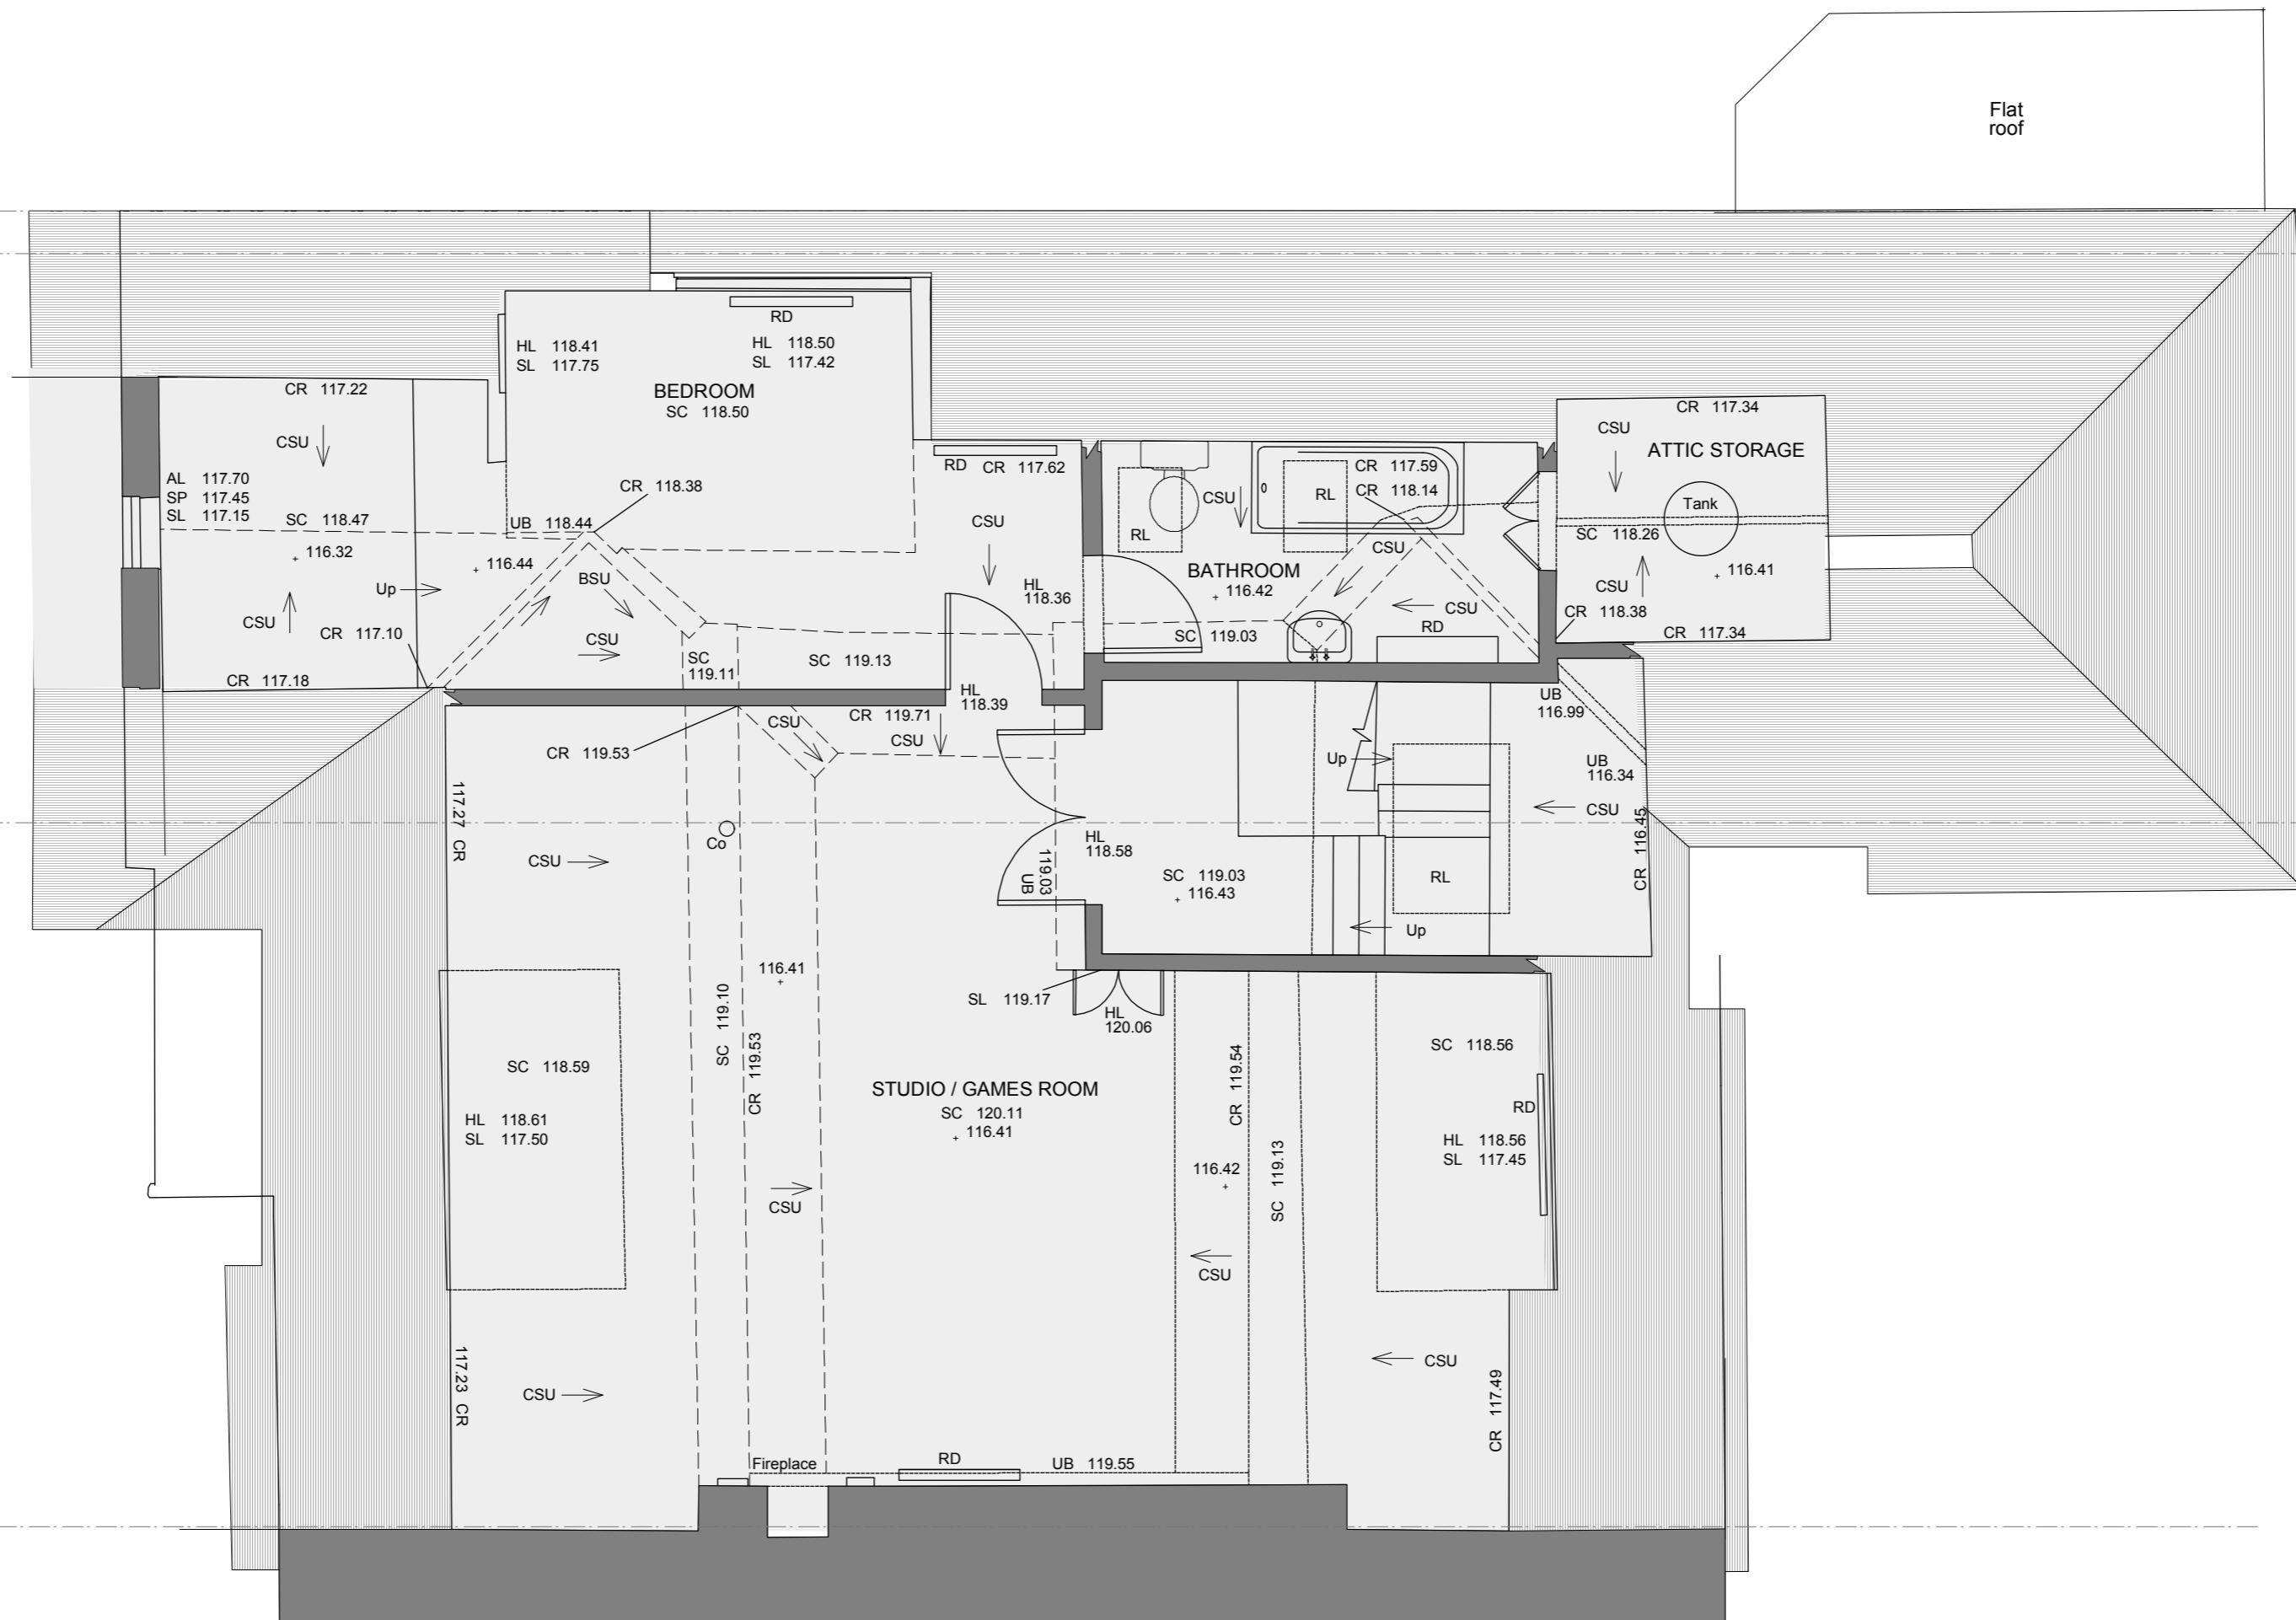 Flat
roof
RD
HL 118.41
SL 117.75
HL 118.50
SL 117.42
BEDROOM
SC 118.50
CR 117.22
CSU
AL 117.70
SP 117.45
SL 117.15
SC 118.47
116.32
UB 118.44
CR 118.38
116.44
Up
BSU
CSU
CSU
CR 117.10
CR 117.18
RD
CR 117.62
CSU
HL
118.36
SC
119.11
SC 119.13
HL
118.39
CSU
RL
RL
CR 117.59
CR 118.14
CSU
BATHROOM
116.42
CSU
RD
SC 119.03
CR 117.34
CSU
ATTIC STORAGE
Tank
SC 118.26
116.41
CSU
CR 118.38
CR 117.34
UB
116.99
UB
116.34
CSU
CR 116.45
Up
RL
Up
HL
118.58
SC 119.03
116.43
119.03
UB
CR 119.71
CSU
CSU
CR 119.53
117.27 CR
Co
CSU
116.41
SC 119.10
CR 119.53
SL 119.17
HL
120.06
SC 118.59
HL 118.61
SL 117.50
STUDIO / GAMES ROOM
SC 120.11
116.41
CR 119.54
116.42
SC 119.13
SC 118.56
RD
HL 118.56
SL 117.45
CSU
CSU
CSU
CR 117.49
117.23 CR
CSU
Fireplace
RD
UB 119.55